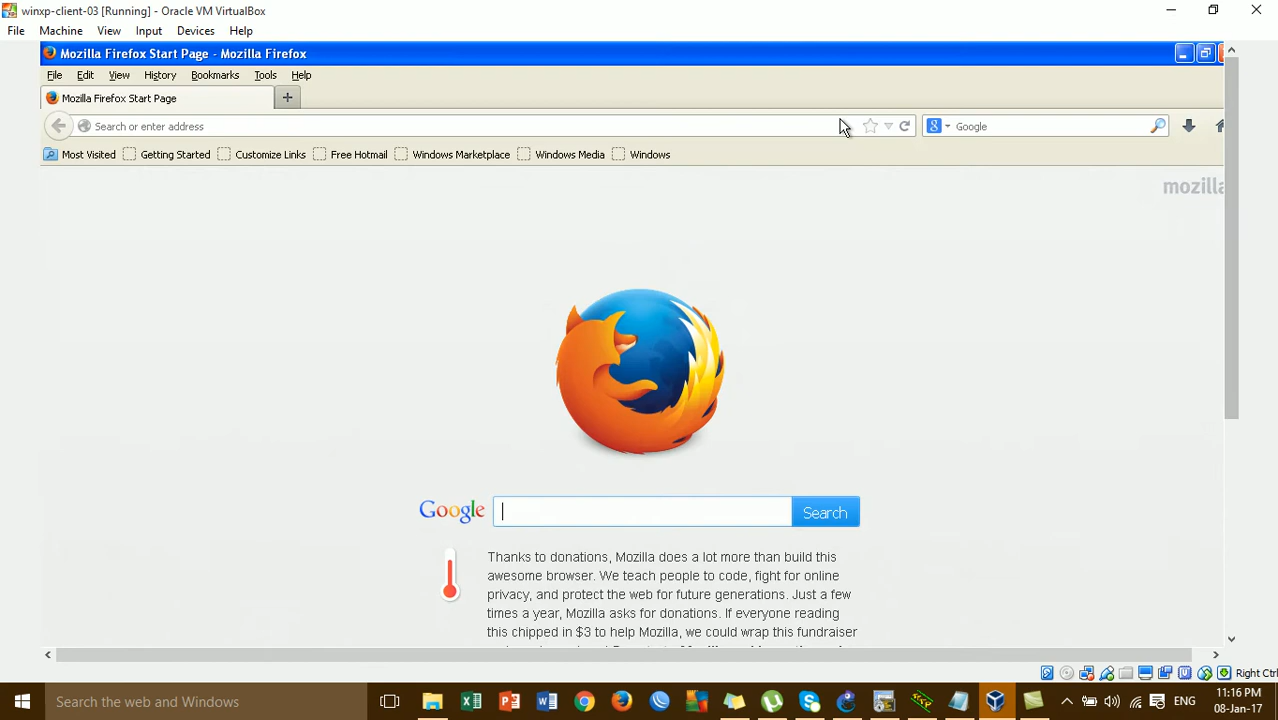 winxp-client-03 [Running] - Oracle VM VirtualBox
File Machine View Input Devices Help
Mozilla Firefox Start Page - Mozilla Firefox
File Edit View History Bookmarks Tools Help
Mozilla Firefox Start Page
Search or enter address
Google
Most Visited Getting Started Customize Links Free Hotmail Windows Marketplace Windows Media Windows
mozilla
Google Search
Thanks to donations, Mozilla does a lot more than build this
awesome browser. We teach people to code, fight for online
privacy, and protect the web for future generations. Just a few
times a year, Mozilla asks for donations. If everyone reading
this chipped in $3 to help Mozilla, we could wrap this fundraiser
Right Ctrl
Search the web and Windows
ENG
11:16 PM
08-Jan-17